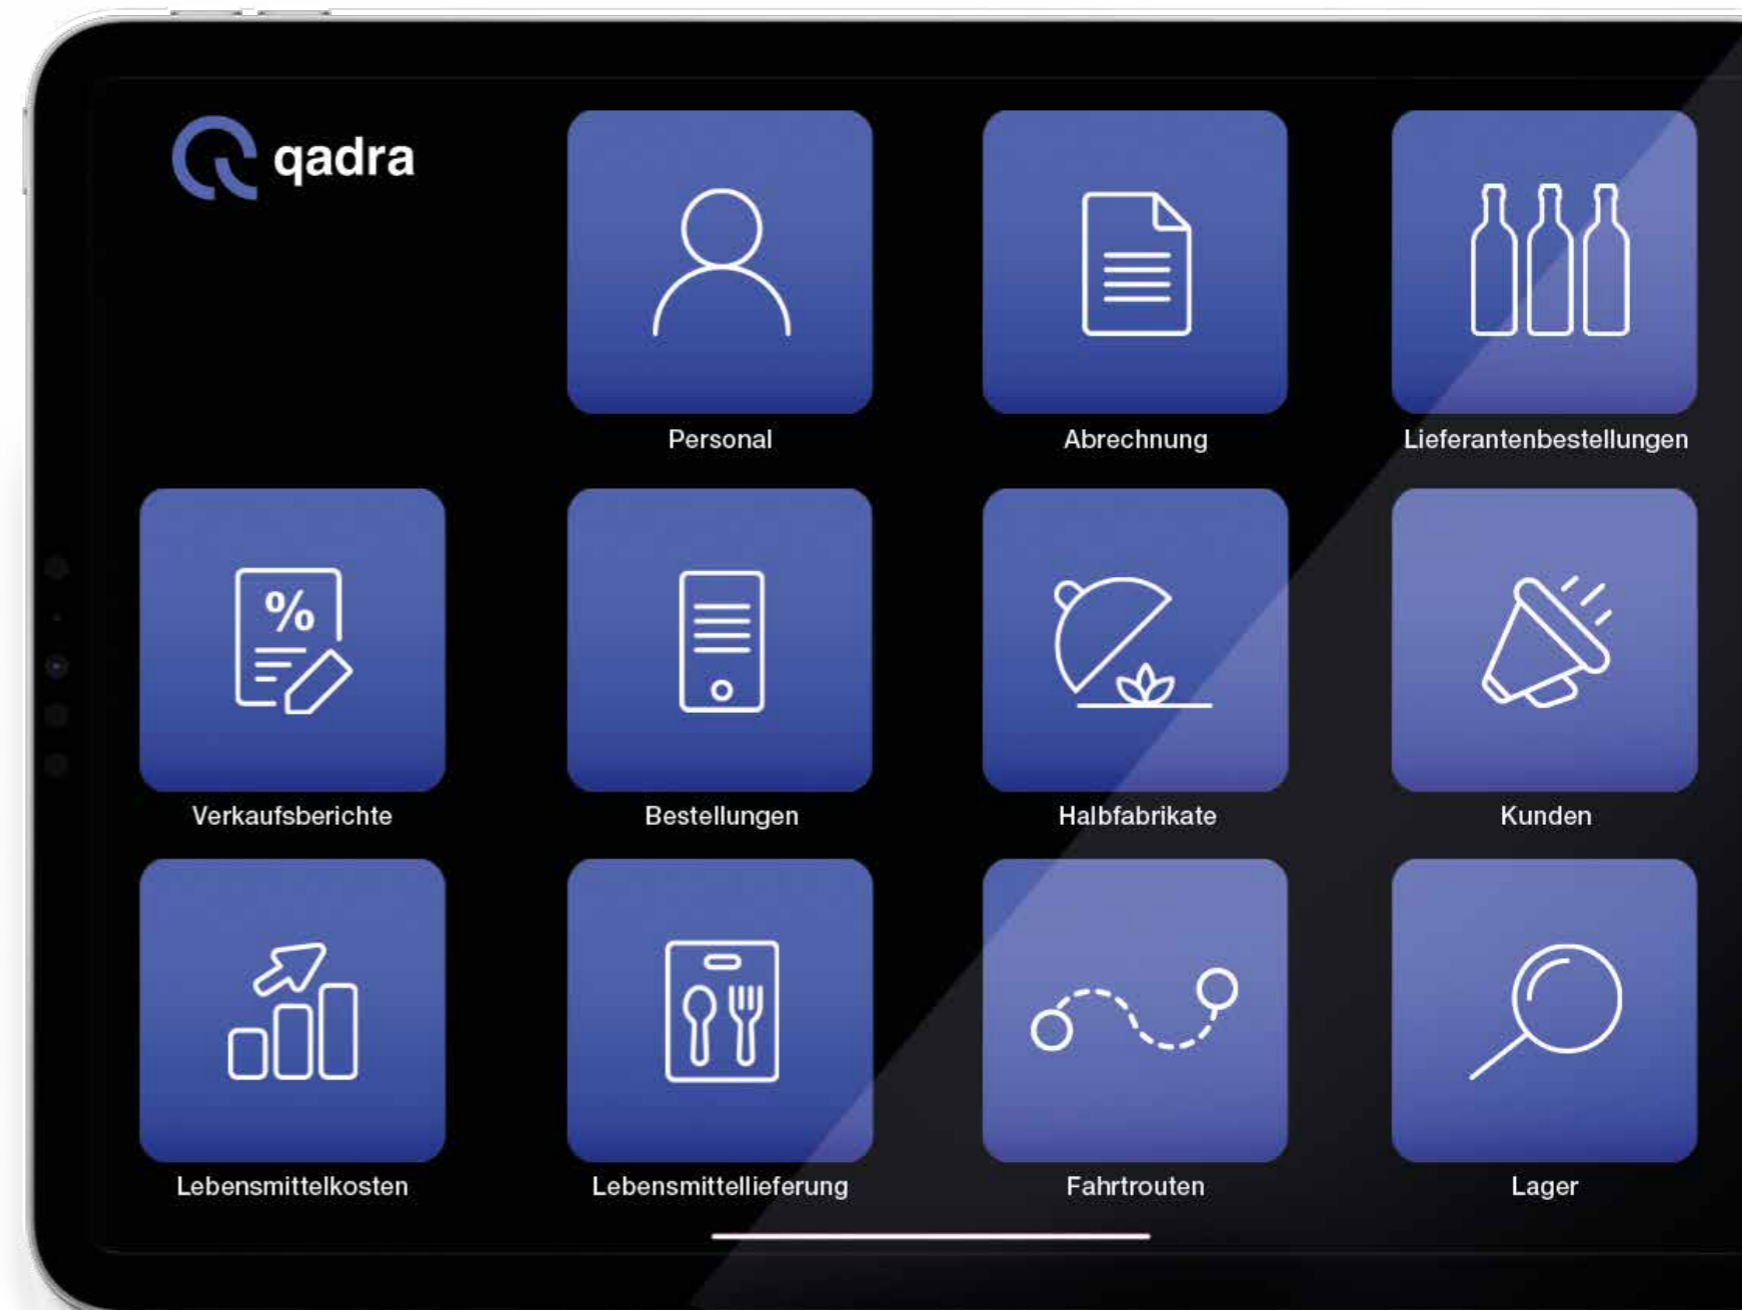 qadra
Personal
Abrechnung
Lieferantenbestellungen
%
Verkaufsberichte
Bestellungen
Halbfabrikate
Kunden
Lebensmittelkosten
Lebensmittellieferung
Fahrtrouten
Lager